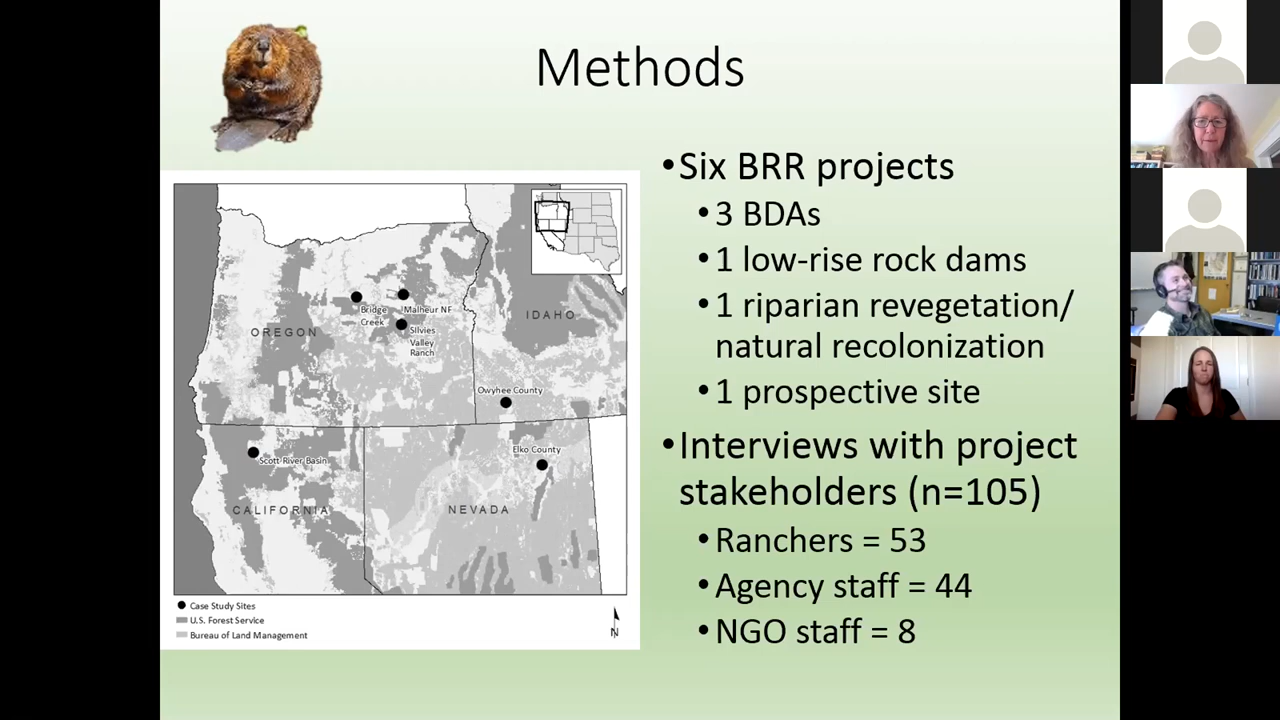 Methods
•Six BRR projects
•3 BDAs
•1 low-rise rock dams
•1 riparian revegetation/
natural recolonization
•1 prospective site
•Interviews with project
stakeholders (n=105)
•Ranchers = 53
•Agency staff = 44
•NGO staff = 8
Bridge
Creek
Malheur NF
Silvies
Valley
Ranch
OREGON
IDAHO
Owyhee County
Scott River Basin
Elko County
CALIFORNIA
NEVADA
Case Study Sites
U.S. Forest Service
Bureau of Land Management
N